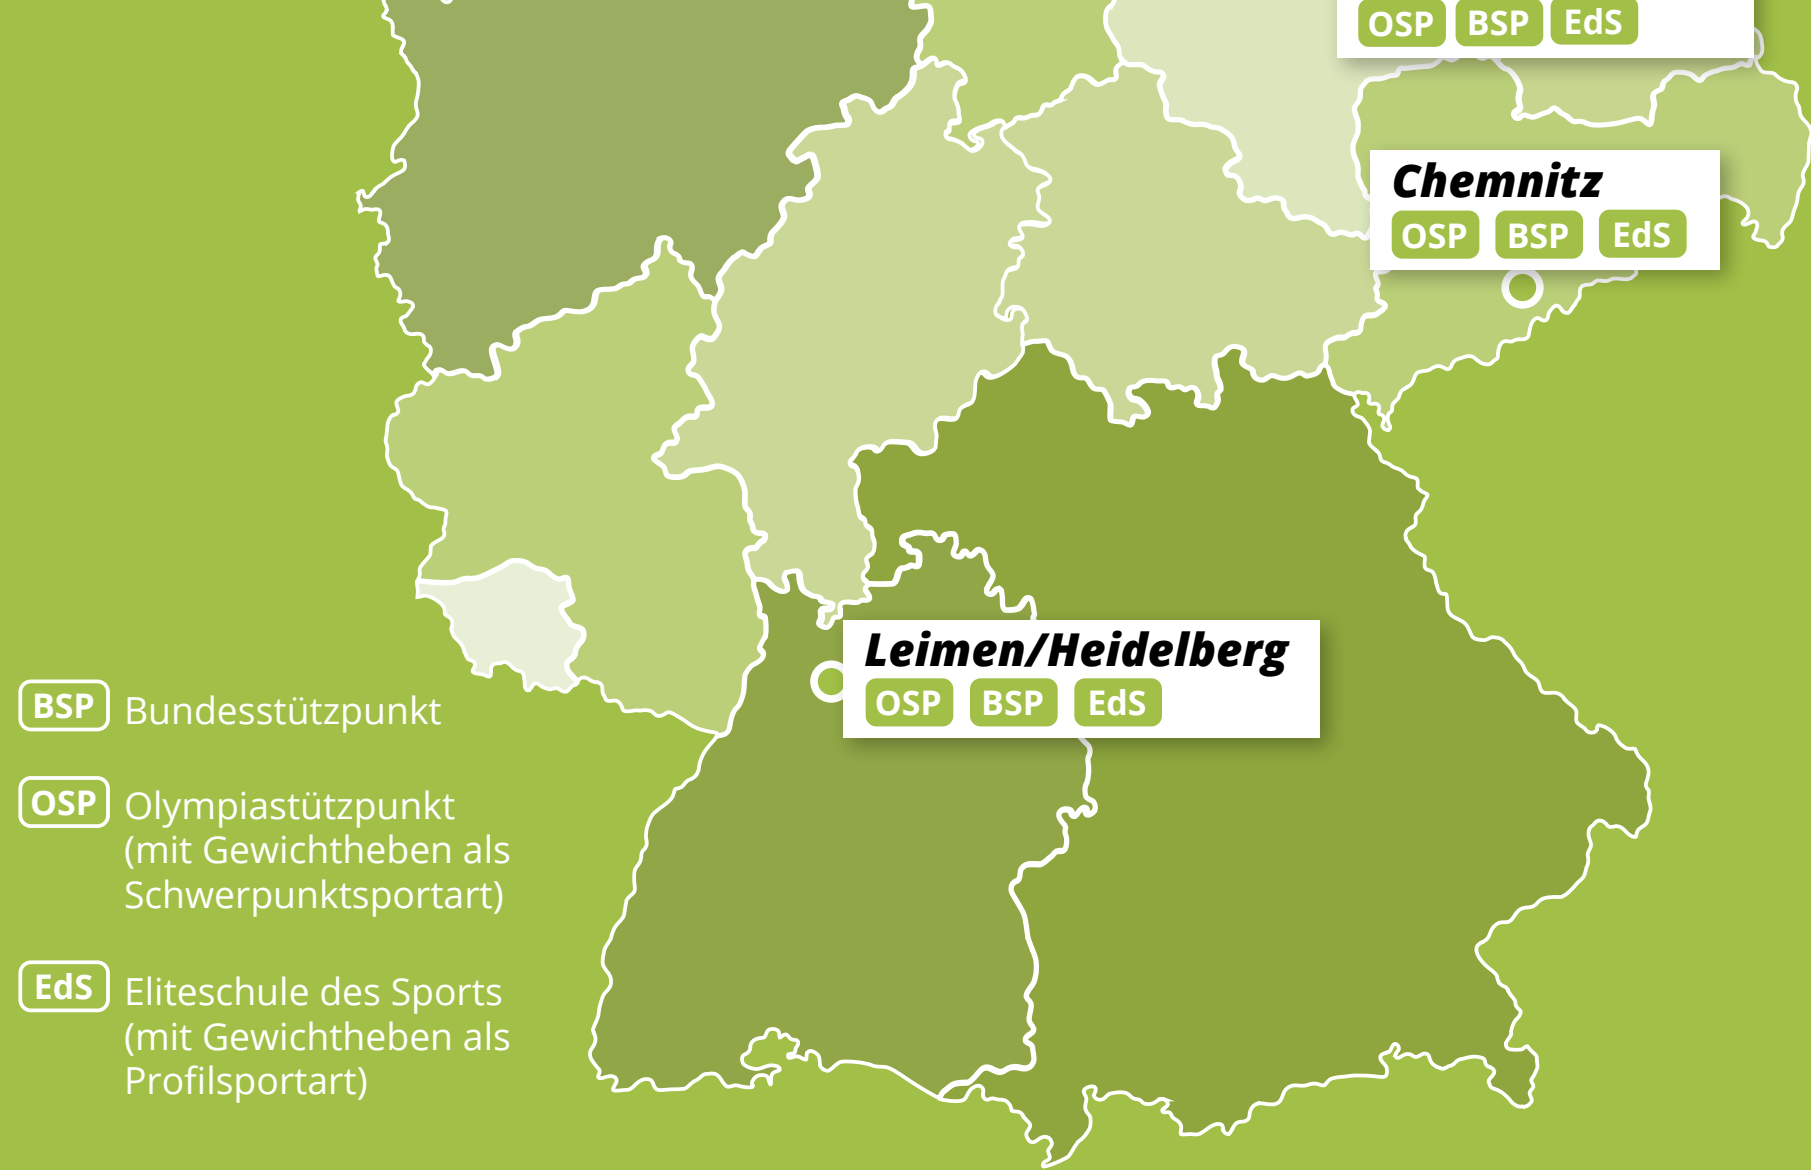 OSP BSP EdS
Chemnitz
OSP BSP EdS
Leimen/Heidelberg
OSP BSP EdS
BSP Bundesstützpunkt
OSP Olympiastützpunkt
(mit Gewichtheben als
Schwerpunktsportart)
EdS Eliteschule des Sports
(mit Gewichtheben als
Profilsportart)